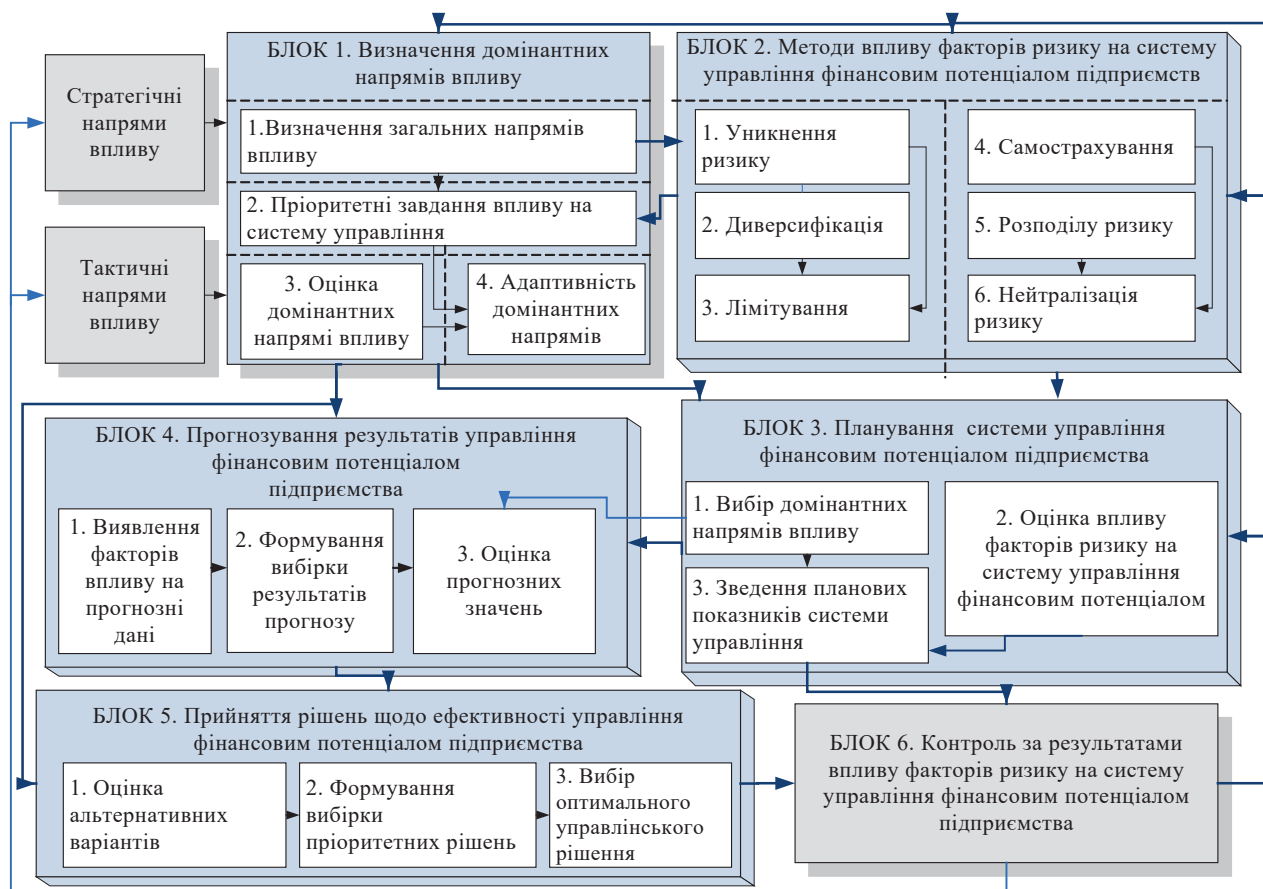 Стратегічні
напрями
впливу
Тактичні
напрями
впливу
БЛОК 1. Визначення домінантних
напрямів впливу
1.Визначення загальних напрямів
впливу
2. Пріоритетні завдання впливу на
систему управління
3. Оцінка
домінантних
напрямі впливу
4. Адаптивність
домінантних
напрямів
БЛОК 2. Методи впливу факторів ризику на систему
управління фінансовим потенціалом підприємств
1. Уникнення
ризику
2. Диверсифікація
3. Лімітування
4. Самострахування
5. Розподілу ризику
6. Нейтралізація
ризику
БЛОК 4. Прогнозування результатів управління
фінансовим потенціалом
підприємства
1. Виявлення
факторів
впливу на
прогнозні
дані
2. Формування
вибірки
результатів
прогнозу
3. Оцінка
прогнозних
значень
БЛОК 3. Планування системи управління
фінансовим потенціалом
підприємства
1. Вибір домінантних
напрямів впливу
2. Оцінка впливу
факторів ризику на
систему управління
фінансовим потенціалом
3. Зведення планових
показників системи
управління
БЛОК 5. Прийняття рішень щодо ефективності управління
фінансовим потенціалом підприємства
1. Оцінка
альтернативних
варіантів
2. Формування
вибірки
пріоритетних рішень
3. Вибір
оптимального
управлінського
рішення
БЛОК 6. Контроль за результатами
впливу факторів ризику на систему
управління фінансовим потенціалом
підприємства